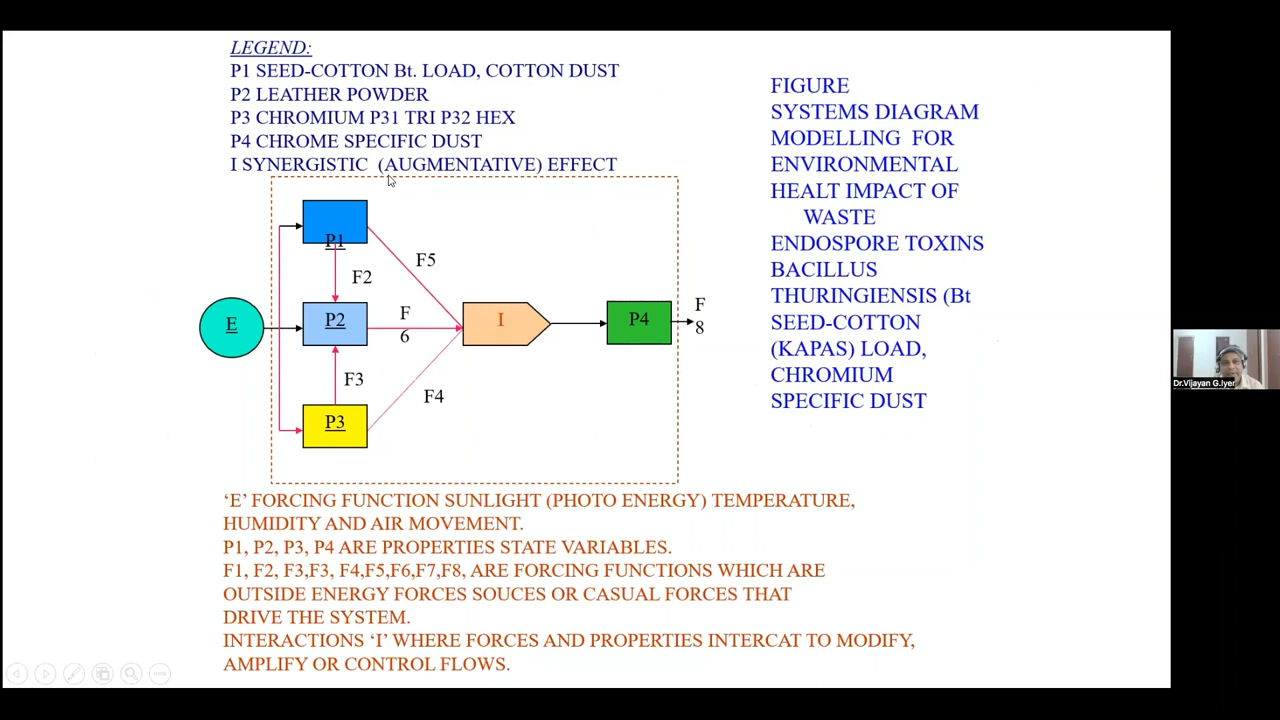 LEGEND:
P1 SEED-COTTON Bt. LOAD, COTTON DUST
P2 LEATHER POWDER
P3 CHROMIUM P31 TRI P32 HEX
P4 CHROME SPECIFIC DUST
I SYNERGISTIC (AUGMENTATIVE) EFFECT
FIGURE
SYSTEMS DIAGRAM
MODELLING FOR
ENVIRONMENTAL
HEALT IMPACT OF
WASTE
ENDOSPORE TOXINS
BACILLUS
THURINGIENSIS (Bt
SEED-COTTON
(KAPAS) LOAD,
CHROMIUM
SPECIFIC DUST
P1
F5
F2
E
P2
F
6
I
P4
F
8
F3
F4
P3
Dr.Vijayan G.Iyer
‘E’ FORCING FUNCTION SUNLIGHT (PHOTO ENERGY) TEMPERATURE,
HUMIDITY AND AIR MOVEMENT.
P1, P2, P3, P4 ARE PROPERTIES STATE VARIABLES.
F1, F2, F3,F3, F4,F5,F6,F7,F8, ARE FORCING FUNCTIONS WHICH ARE
OUTSIDE ENERGY FORCES SOUCES OR CASUAL FORCES THAT
DRIVE THE SYSTEM.
INTERACTIONS ‘I’ WHERE FORCES AND PROPERTIES INTERCAT TO MODIFY,
AMPLIFY OR CONTROL FLOWS.